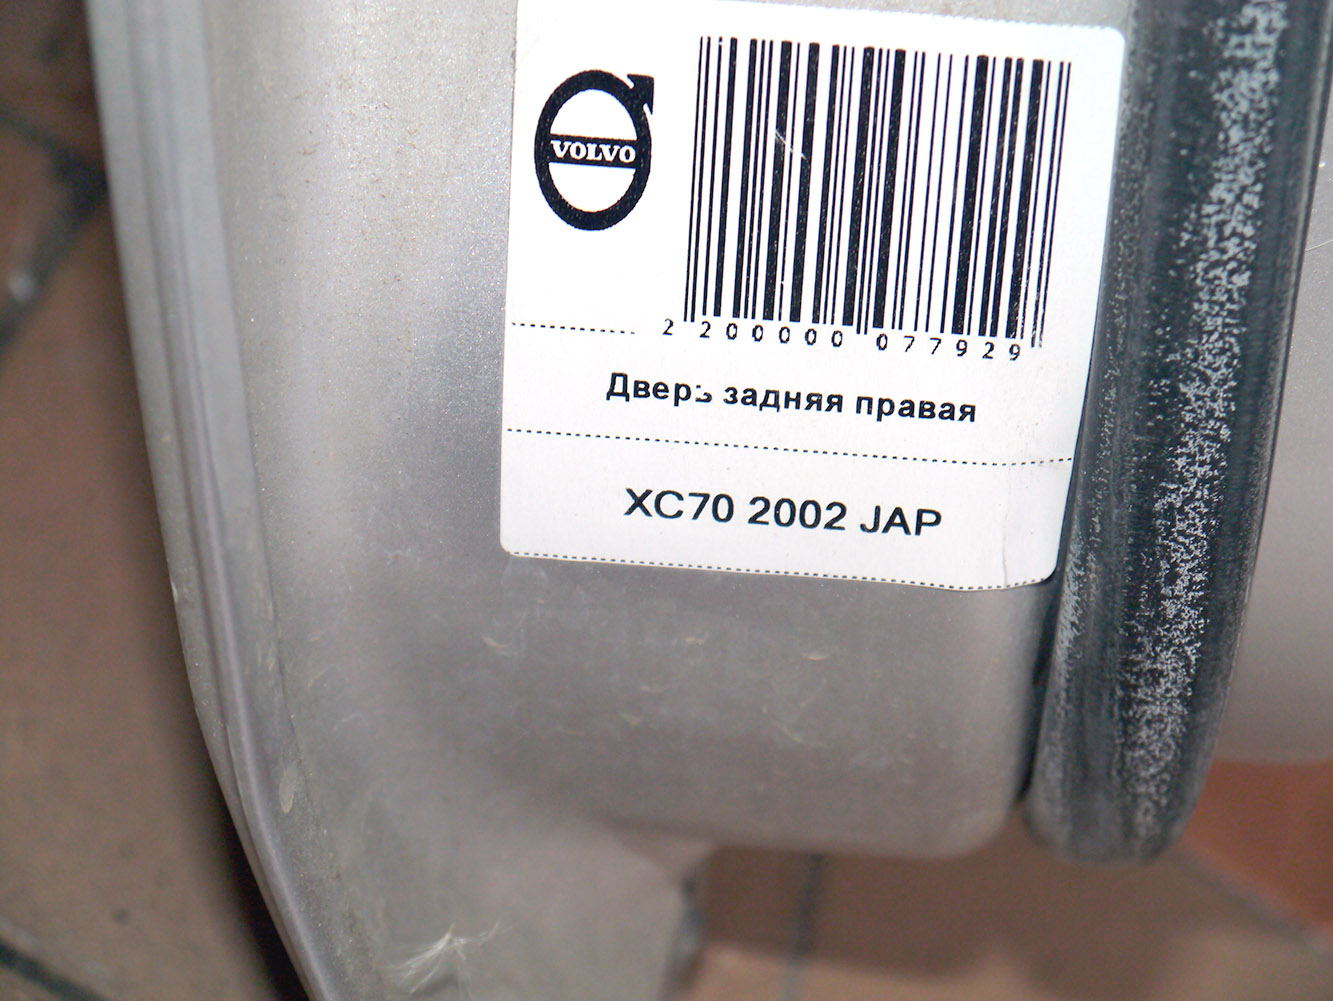 VOLVO
2 200000 077929
Дверь задняя правая
XC70 2002 JAP